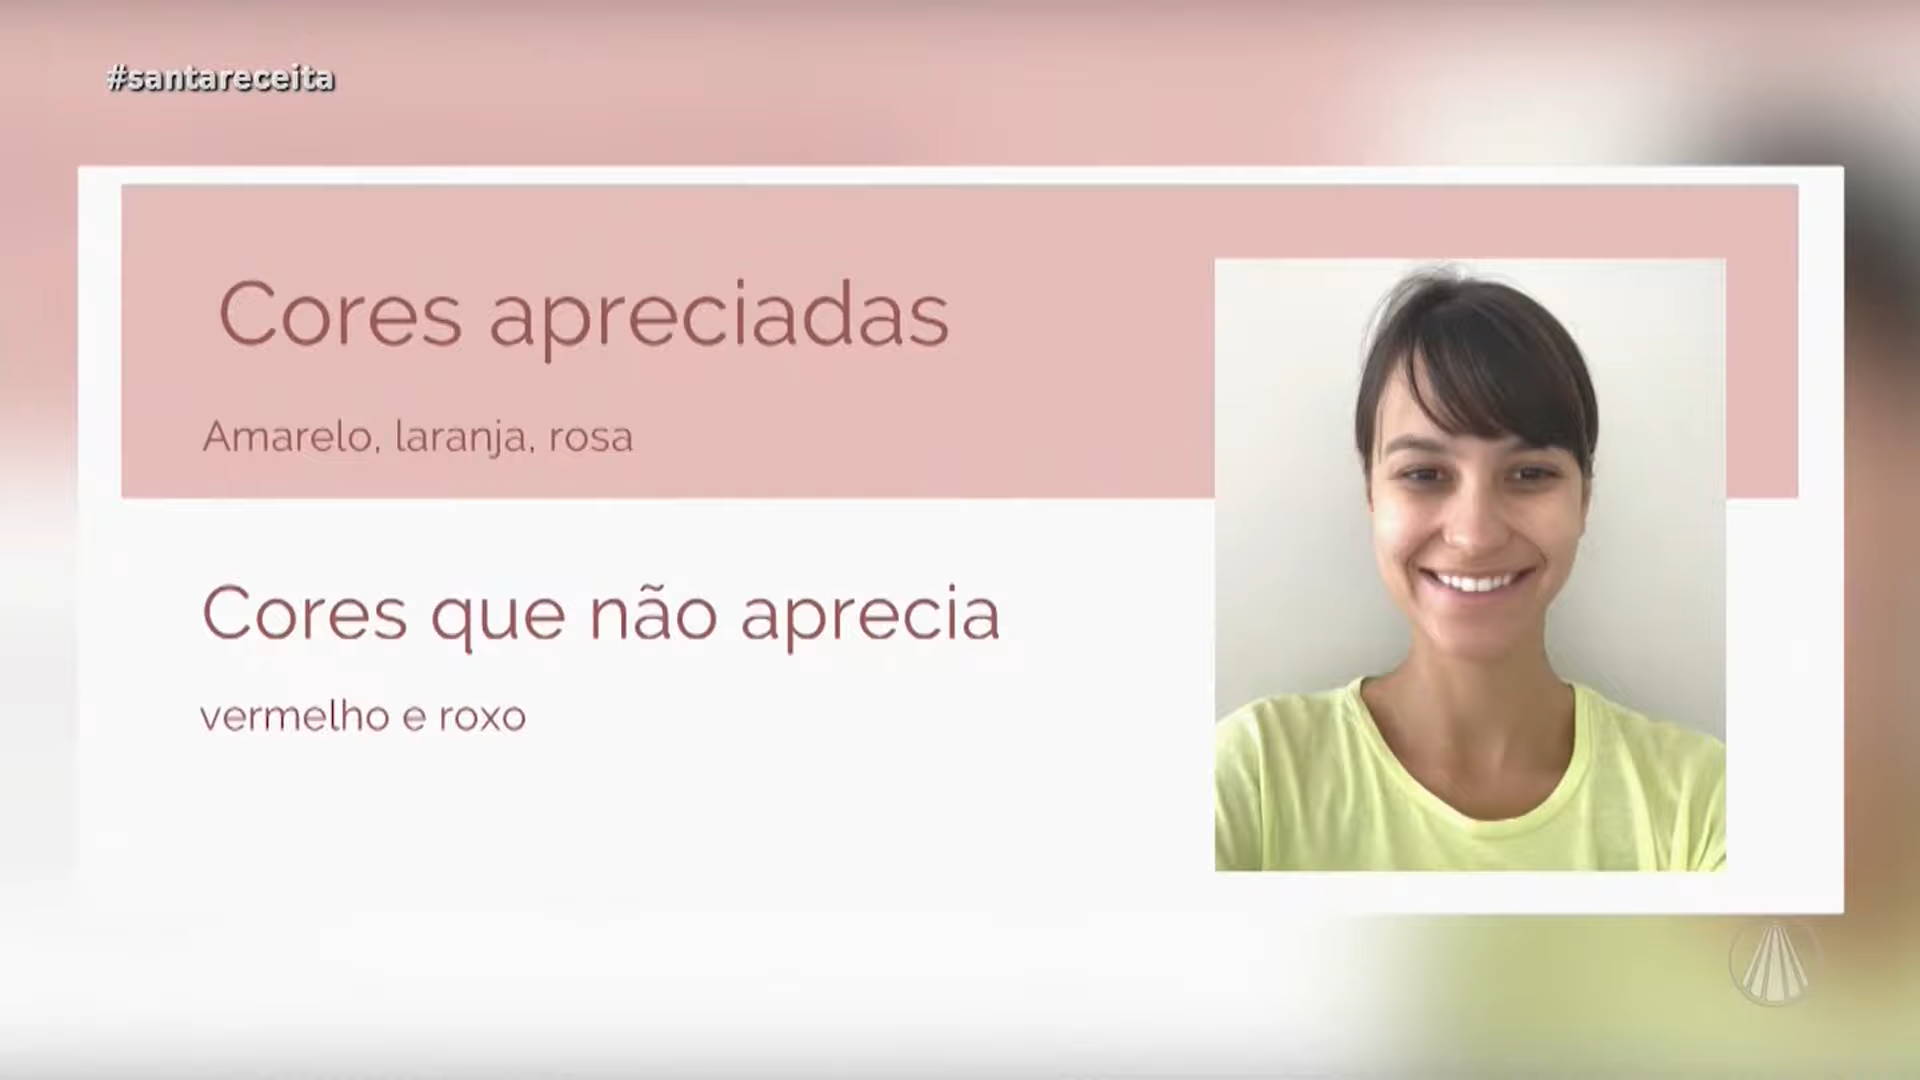 #santareceita
Cores apreciadas
Amarelo, laranja, rosa
Cores que não aprecia
vermelho e roxo